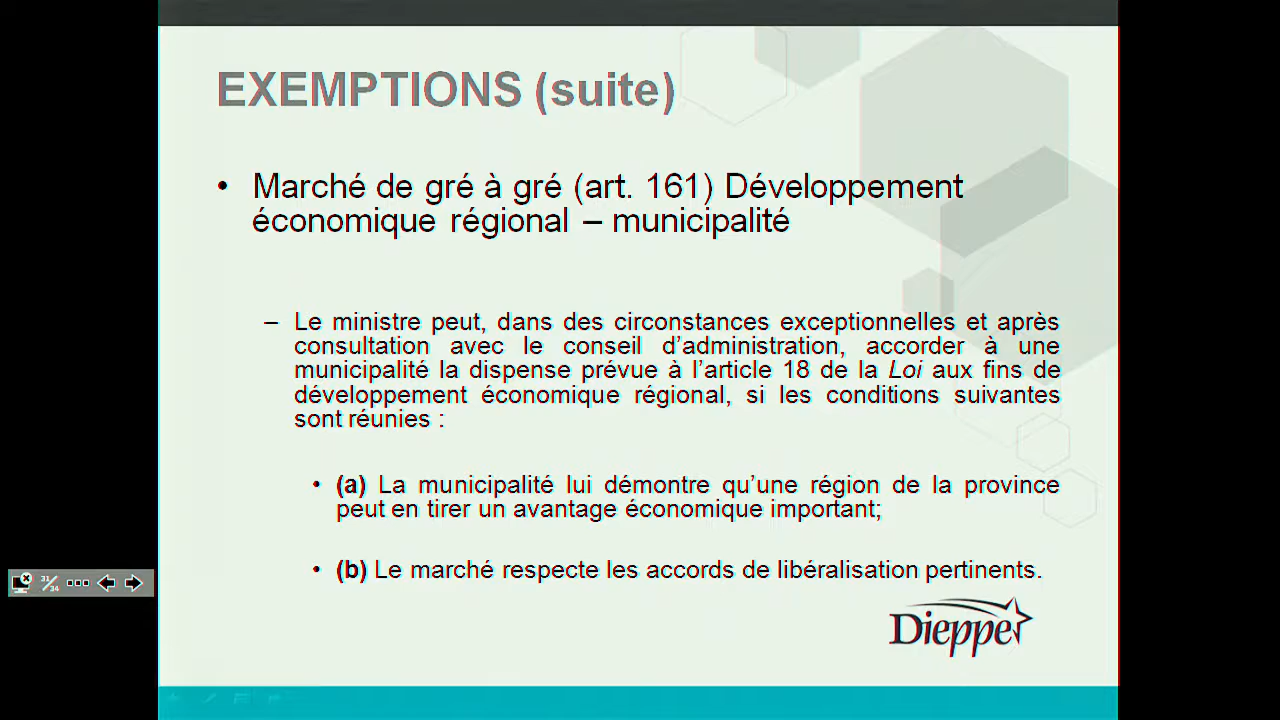 EXEMPTIONS (suite)
• Marché de gré à gré (art. 161) Développement
économique régional – municipalité
– Le ministre peut, dans des circonstances exceptionnelles et après
consultation avec le conseil d’administration, accorder à une
municipalité la dispense prévue à l’article 18 de la Loi aux fins de
développement économique régional, si les conditions suivantes
sont réunies :
• (a) La municipalité lui démontre qu’une région de la province
peut en tirer un avantage économique important;
• (b) Le marché respecte les accords de libéralisation pertinents.
31/34
Dieppe